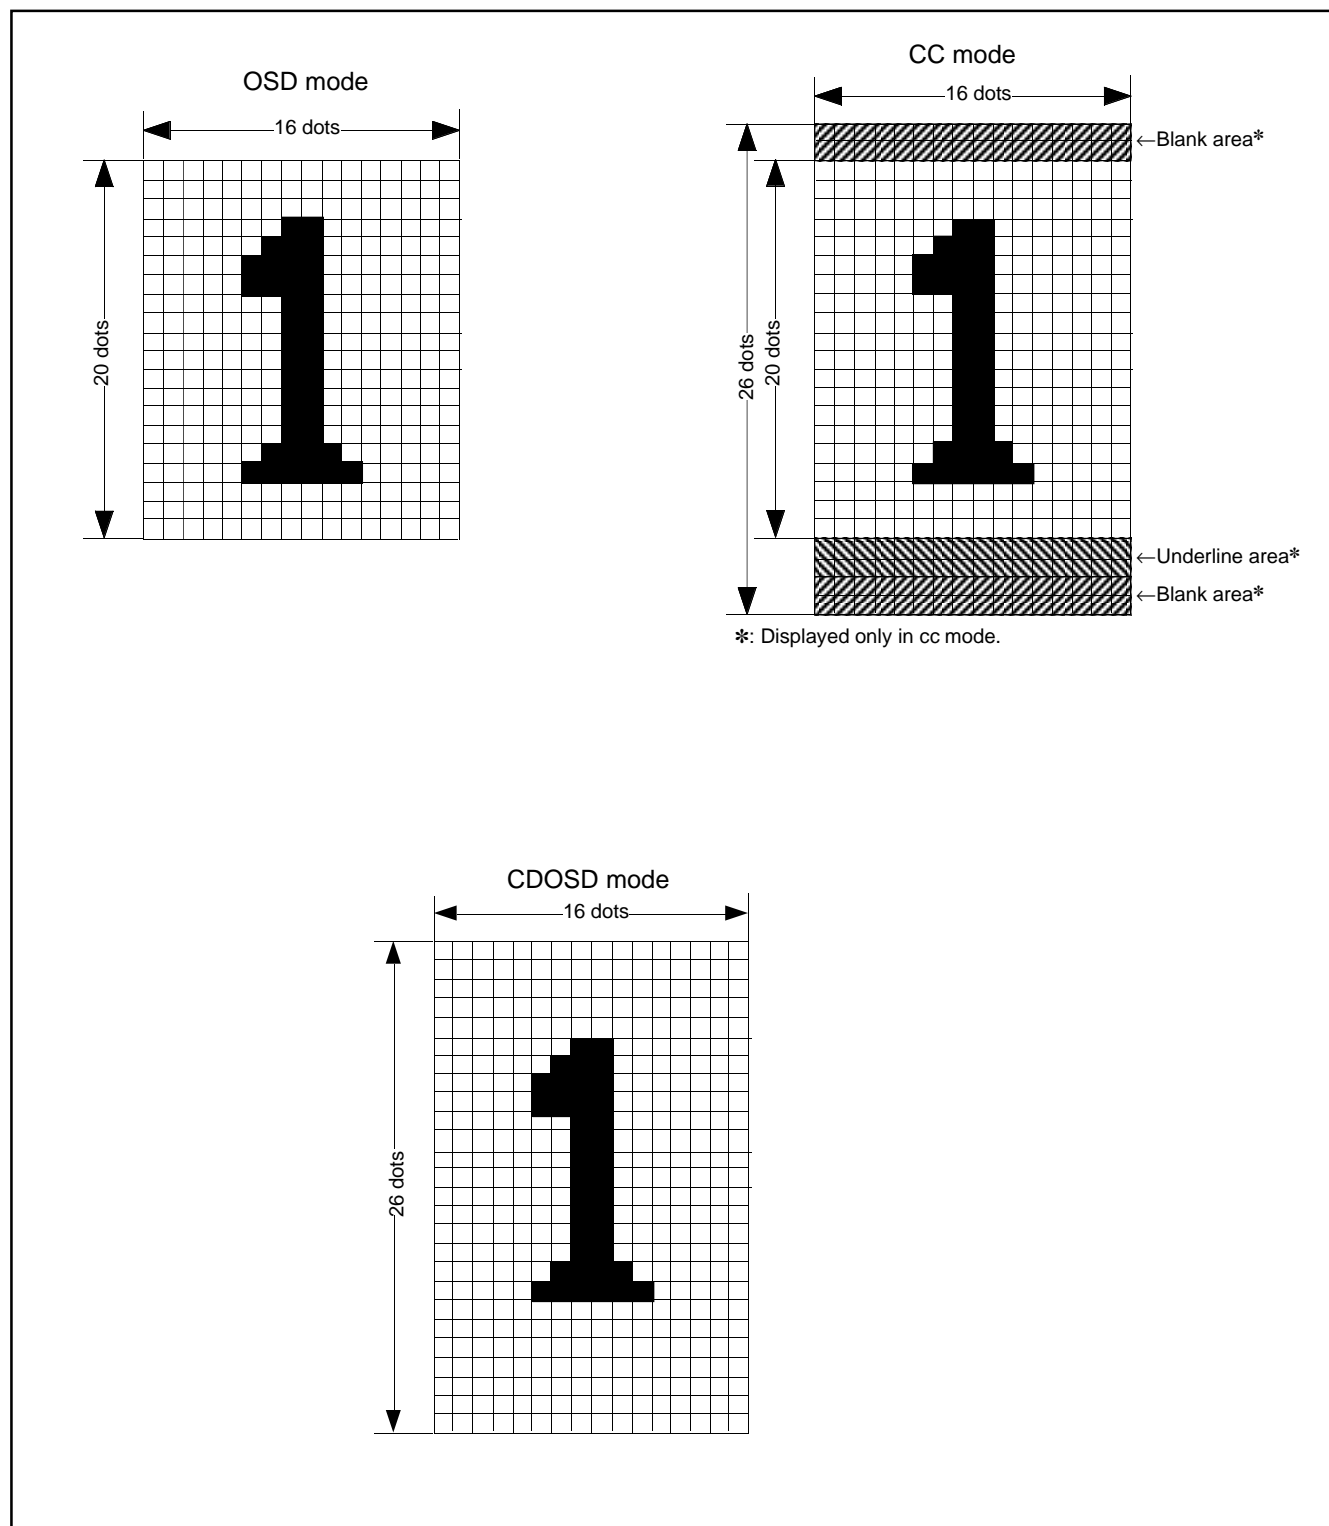 OSD mode
16 dots
20 dots
CC mode
16 dots
←Blank area*
26 dots
20 dots
←Underline area*
←Blank area*
*: Displayed only in cc mode.
CDOSD mode
16 dots
26 dots